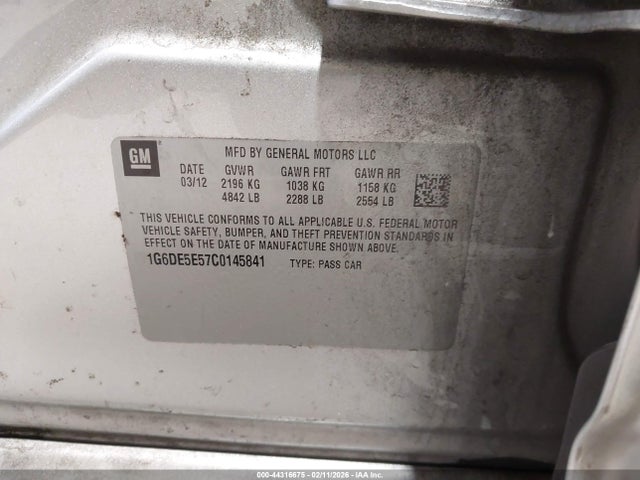 GM
MFD BY GENERAL MOTORS LLC
DATE GVWR GAWR FRT GAWR RR
03/12 2196 KG 1038 KG 1158 KG
4842 LB 2288 LB 2554 LB
THIS VEHICLE CONFORMS TO ALL APPLICABLE U.S. FEDERAL MOTOR
VEHICLE SAFETY, BUMPER, AND THEFT PREVENTION STANDARDS IN
EFFECT ON THE DATE OF MANUFACTURE SHOWN ABOVE.
1G6DE5E57C0145841 TYPE: PASS CAR
000-44316675 - 02/11/2026 - IAA Inc.